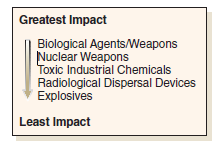 Greatest Impact
Biological Agents/Weapons
Nuclear Weapons
Toxic Industrial Chemicals
Radiological Dispersal Devices
Explosives
Least Impact